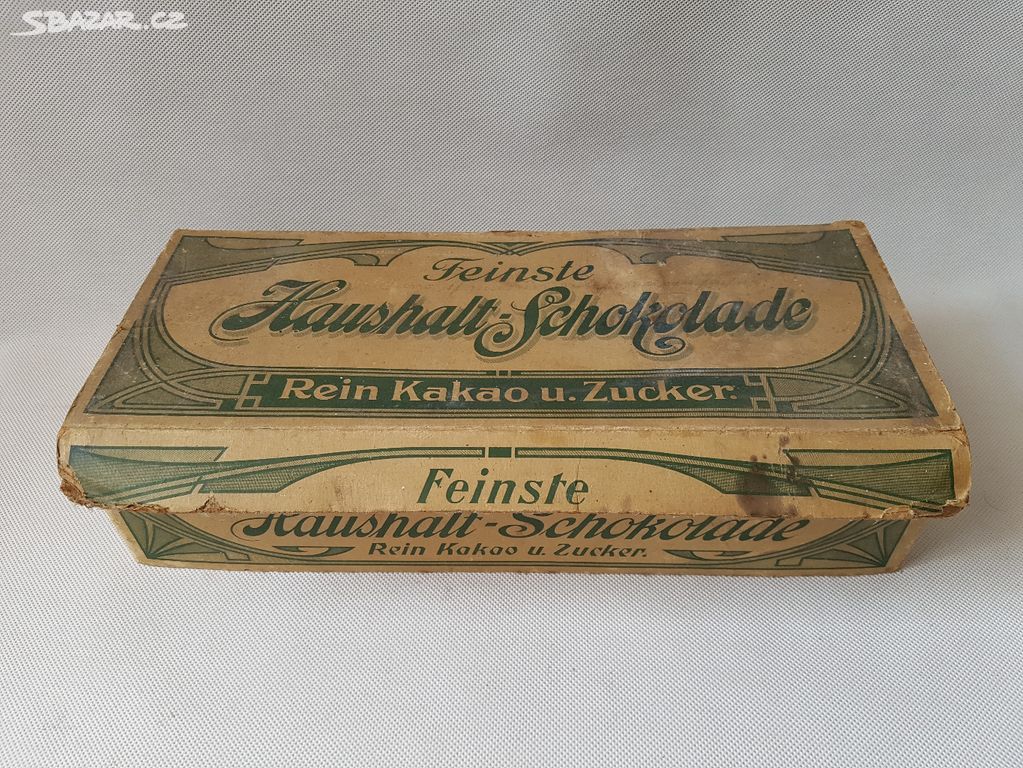 SBAZAR.CZ
Feinste
Haushalt-Schokolade
Rein Kakao u. Zucker.
Feinste
Haushalt-Schokolade
Rein Kakao u. Zucker.